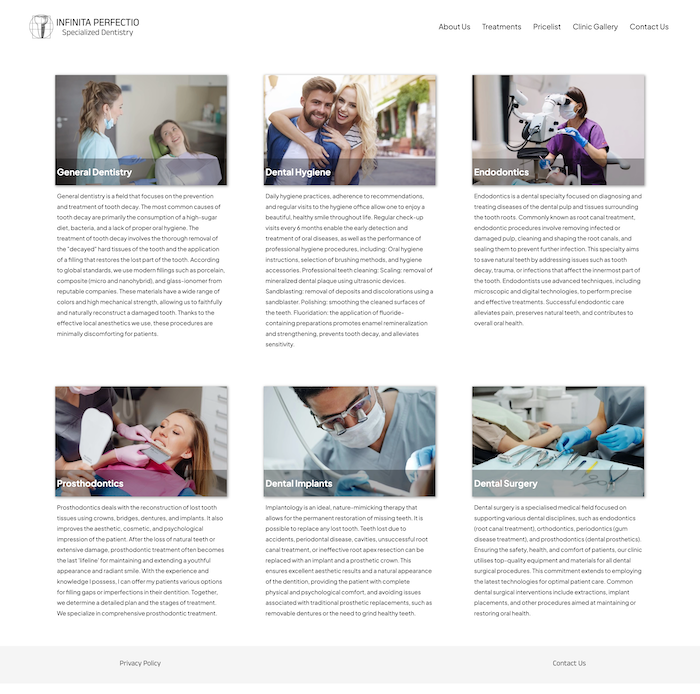 INFINITA PERFECTIO
Specialized Dentistry
About Us Treatments Pricelist Clinic Gallery Contact Us
General Dentistry
General dentistry is a field that focuses on the prevention
and treatment of tooth decay. The most common causes of
tooth decay are primarily the consumption of a high-sugar
diet, bacteria, and a lack of proper oral hygiene. The
treatment of tooth decay involves the thorough removal of
the "decayed" hard tissues of the tooth and the application
of a filling that restores the lost part of the tooth. According
to global standards, we use modern fillings such as porcelain,
composite (micro and nanohybrid), and glass-ionomer from
reputable companies. These materials have a wide range of
colors and high mechanical strength, allowing us to faithfully
and naturally reconstruct a damaged tooth. Thanks to the
effective local anesthetics we use, these procedures are
minimally discomforting for patients.
Dental Hygiene
Daily hygiene practices, adherence to recommendations,
and regular visits to the hygiene office allow one to enjoy a
beautiful, healthy smile throughout life. Regular check-up
visits every 6 months enable the early detection and
treatment of oral diseases, as well as the performance of
professional hygiene procedures, including: Oral hygiene
instructions, selection of brushing methods, and hygiene
accessories. Professional teeth cleaning: Scaling: removal of
mineralized dental plaque using ultrasonic devices.
Sandblasting: removal of deposits and discolorations using a
sandblaster. Polishing: smoothing the cleaned surfaces of
the teeth. Fluoridation: the application of fluoride-
containing preparations promotes enamel remineralization
and strengthening, prevents tooth decay, and alleviates
sensitivity.
Endodontics
Endodontics is a dental specialty focused on diagnosing and
treating diseases of the dental pulp and tissues surrounding
the tooth roots. Commonly known as root canal treatment,
endodontic procedures involve removing infected or
damaged pulp, cleaning and shaping the root canals, and
sealing them to prevent further infection. This specialty aims
to save natural teeth by addressing issues such as tooth
decay, trauma, or infections that affect the innermost part of
the tooth. Endodontists use advanced techniques, including
microscopic and digital technologies, to perform precise
and effective treatments. Successful endodontic care
alleviates pain, preserves natural teeth, and contributes to
overall oral health.
Prosthodontics
Prosthodontics deals with the reconstruction of lost tooth
tissues using crowns, bridges, dentures, and implants. It also
improves the aesthetic, cosmetic, and psychological
impression of the patient. After the loss of natural teeth or
extensive damage, prosthodontic treatment often becomes
the last 'lifeline' for maintaining and extending a youthful
appearance and radiant smile. With the experience and
knowledge I possess, I can offer my patients various options
for filling gaps or imperfections in their dentition. Together,
we determine a detailed plan and the stages of treatment.
We specialize in comprehensive prosthodontic treatment.
Dental Implants
Implantology is an ideal, nature-mimicking therapy that
allows for the permanent restoration of missing teeth. It is
possible to replace any lost tooth. Teeth lost due to
accidents, periodontal disease, cavities, unsuccessful root
canal treatment, or ineffective root apex resection can be
replaced with an implant and a prosthetic crown. This
ensures excellent aesthetic results and a natural appearance
of the dentition, providing the patient with complete
physical and psychological comfort, and avoiding issues
associated with traditional prosthetic replacements, such as
removable dentures or the need to grind healthy teeth.
Dental Surgery
Dental surgery is a specialised medical field focused on
supporting various dental disciplines, such as endodontics
(root canal treatment), orthodontics, periodontics (gum
disease treatment), and prosthodontics (dental prosthetics).
Ensuring the safety, health, and comfort of patients, our clinic
utilises top-quality equipment and materials for all dental
surgical procedures. This commitment extends to employing
the latest technologies for optimal patient care. Common
dental surgical interventions include extractions, implant
placements, and other procedures aimed at maintaining or
restoring oral health.
Privacy Policy Contact Us